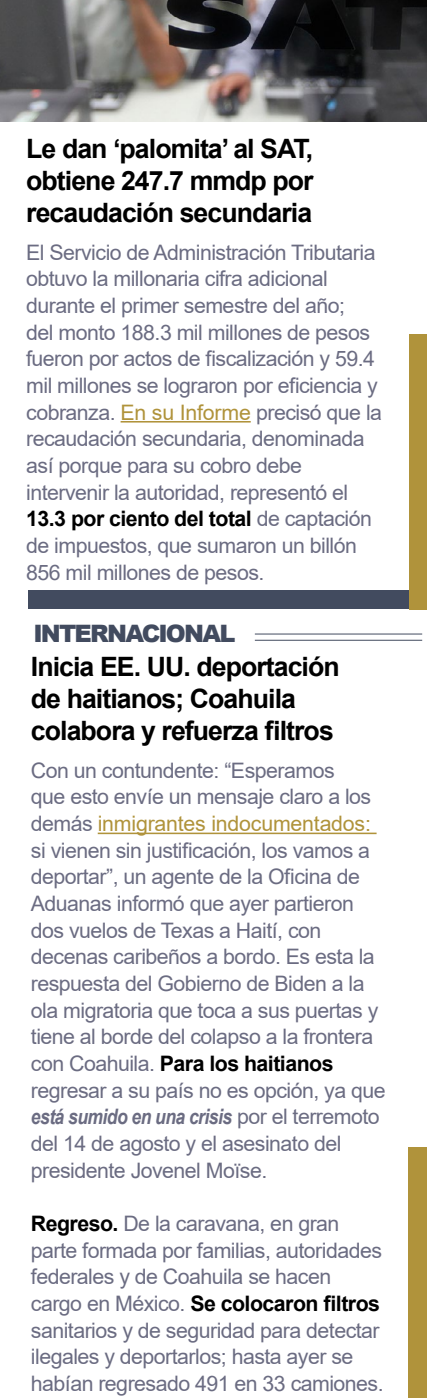 SAT
Le dan ‘palomita’ al SAT,
obtiene 247.7 mmdp por
recaudación secundaria
El Servicio de Administración Tributaria
obtuvo la millonaria cifra adicional
durante el primer semestre del año;
del monto 188.3 mil millones de pesos
fueron por actos de fiscalización y 59.4
mil millones se lograron por eficiencia y
cobranza. En su Informe precisó que la
recaudación secundaria, denominada
así porque para su cobro debe
intervenir la autoridad, representó el
13.3 por ciento del total de captación
de impuestos, que sumaron un billón
856 mil millones de pesos.
INTERNACIONAL
Inicia EE. UU. deportación
de haitianos; Coahuila
colabora y refuerza filtros
Con un contundente: “Esperamos
que esto envíe un mensaje claro a los
demás inmigrantes indocumentados:
si vienen sin justificación, los vamos a
deportar”, un agente de la Oficina de
Aduanas informó que ayer partieron
dos vuelos de Texas a Haití, con
decenas caribeños a bordo. Es esta la
respuesta del Gobierno de Biden a la
ola migratoria que toca a sus puertas y
tiene al borde del colapso a la frontera
con Coahuila. Para los haitianos
regresar a su país no es opción, ya que
está sumido en una crisis por el terremoto
del 14 de agosto y el asesinato del
presidente Jovenel Moïse.
Regreso. De la caravana, en gran
parte formada por familias, autoridades
federales y de Coahuila se hacen
cargo en México. Se colocaron filtros
sanitarios y de seguridad para detectar
ilegales y deportarlos; hasta ayer se
habían regresado 491 en 33 camiones.